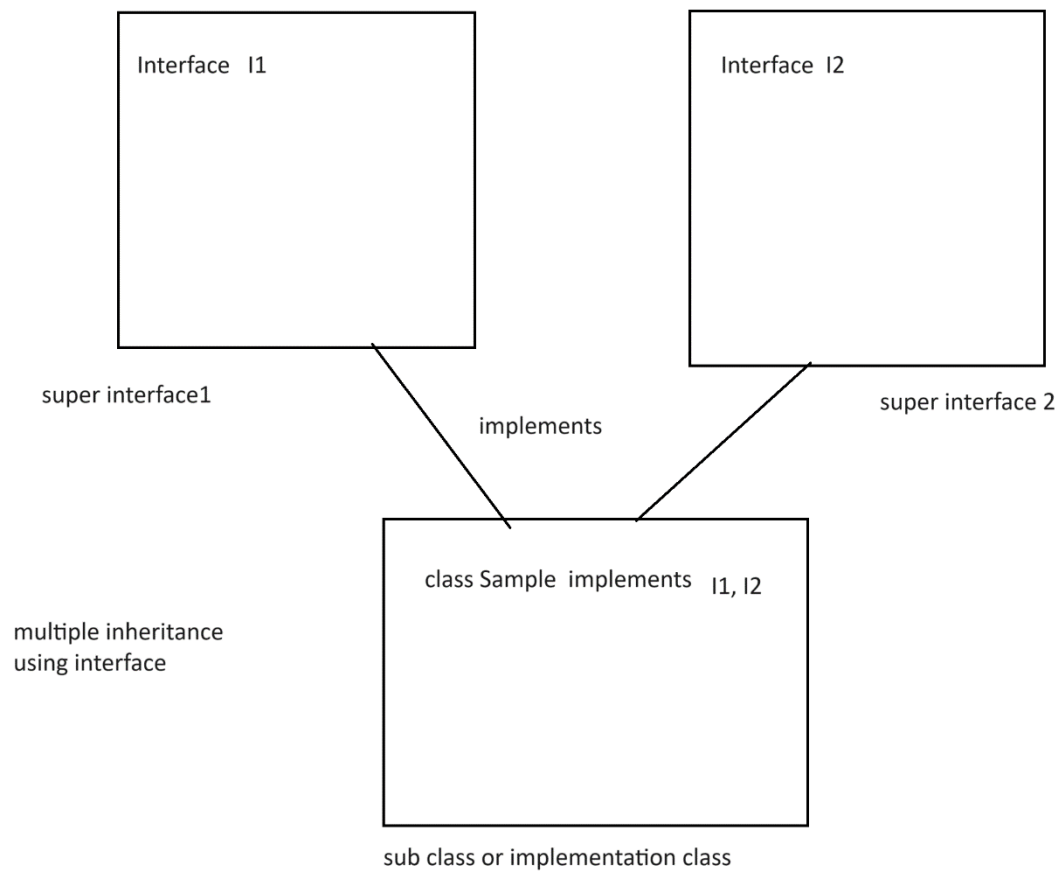 Interface I1
Interface I2
super interface1
super interface 2
implements
class Sample implements I1, I2
multiple inheritance
using interface
sub class or implementation class